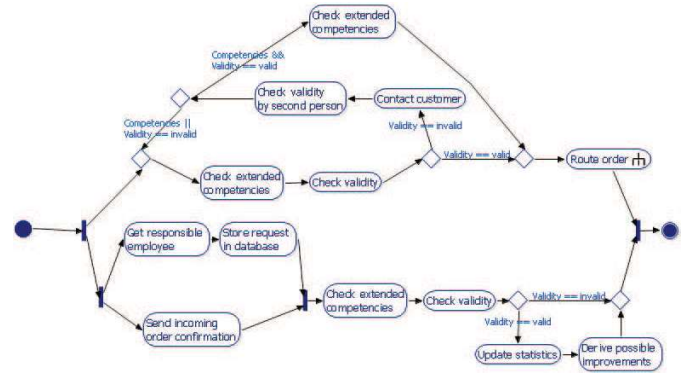 Check extended
competencies
Competencies &&
Validity == valid
Check validity
by second person
Contact customer
Competencies ||
Validity == invalid
Validity == invalid
Check extended
competencies
Check validity
Validity == valid
Route order
Get responsible
employee
Store request
in database
Send incoming
order confirmation
Check extended
competencies
Check validity
Validity == invalid
Validity == valid
Update statistics
Derive possible
improvements